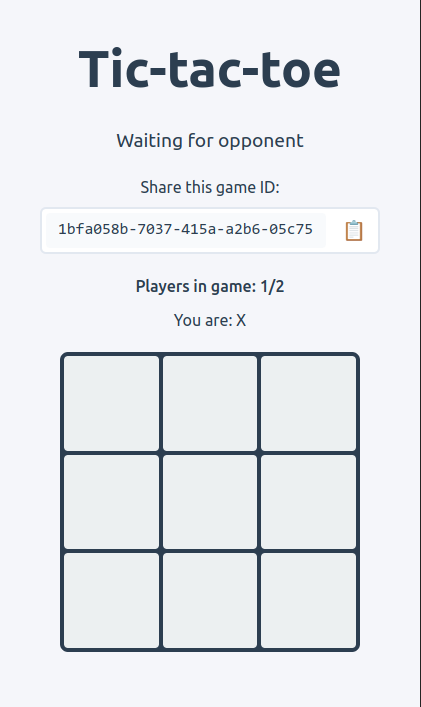 Tic-tac-toe
Waiting for opponent
Share this game ID:
1bfa058b-7037-415a-a2b6-05c75
Players in game: 1/2
You are: X